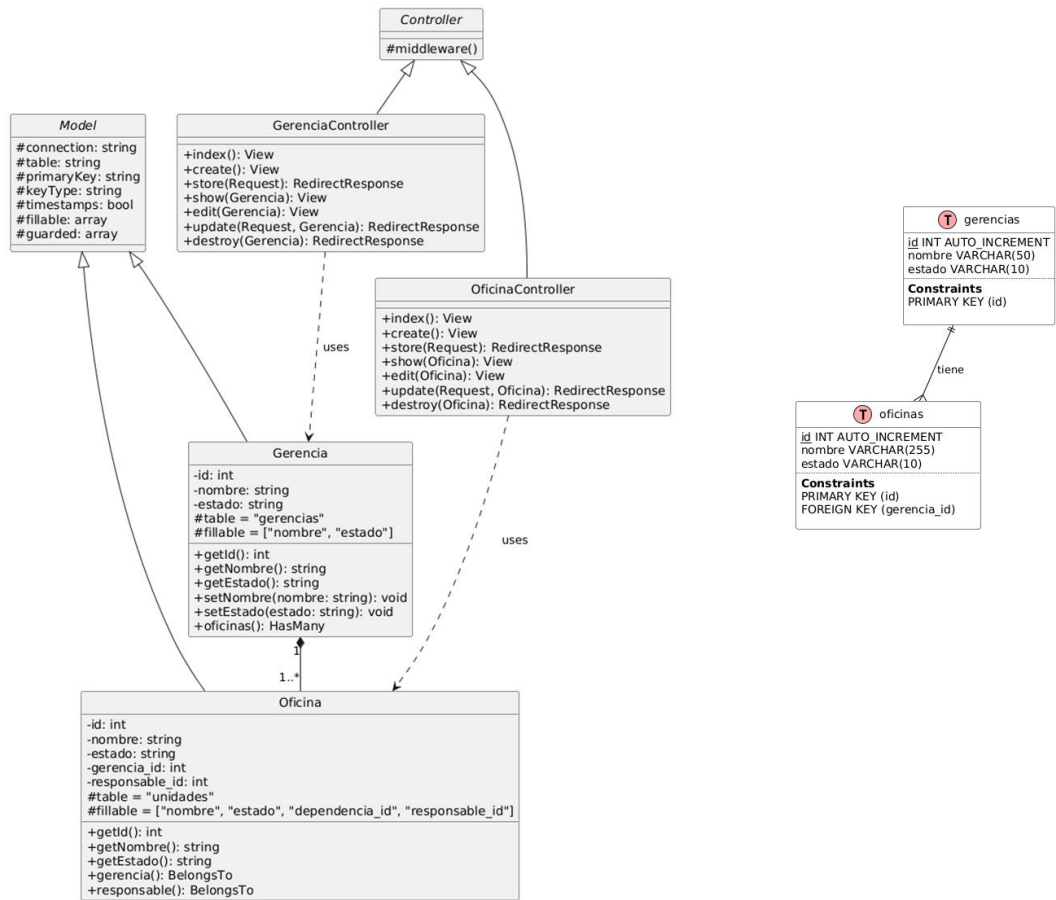 Controller
#middleware()
Model
#connection: string
#table: string
#primaryKey: string
#keyType: string
#timestamps: bool
#fillable: array
#guarded: array
GerenciaController
+index(): View
+create(): View
+store(Request): RedirectResponse
+show(Gerencia): View
+edit(Gerencia): View
+update(Request, Gerencia): RedirectResponse
+destroy(Gerencia): RedirectResponse
OficinaController
+index(): View
+create(): View
+store(Request): RedirectResponse
+show(Oficina): View
+edit(Oficina): View
+update(Request, Oficina): RedirectResponse
+destroy(Oficina): RedirectResponse
uses
Gerencia
-id: int
-nombre: string
-estado: string
#table = "gerencias"
#fillable = ["nombre", "estado"]
+getId(): int
+getNombre(): string
+getEstado(): string
+setNombre(nombre: string): void
+setEstado(estado: string): void
+oficinas(): HasMany
uses
1
1..*
Oficina
-id: int
-nombre: string
-estado: string
-gerencia_id: int
-responsable_id: int
#table = "unidades"
#fillable = ["nombre", "estado", "dependencia_id", "responsable_id"]
+getId(): int
+getNombre(): string
+getEstado(): string
+gerencia(): BelongsTo
+responsable(): BelongsTo
T gerencias
id INT AUTO_INCREMENT
nombre VARCHAR(50)
estado VARCHAR(10)
Constraints
PRIMARY KEY (id)
tiene
T oficinas
id INT AUTO_INCREMENT
nombre VARCHAR(255)
estado VARCHAR(10)
Constraints
PRIMARY KEY (id)
FOREIGN KEY (gerencia_id)